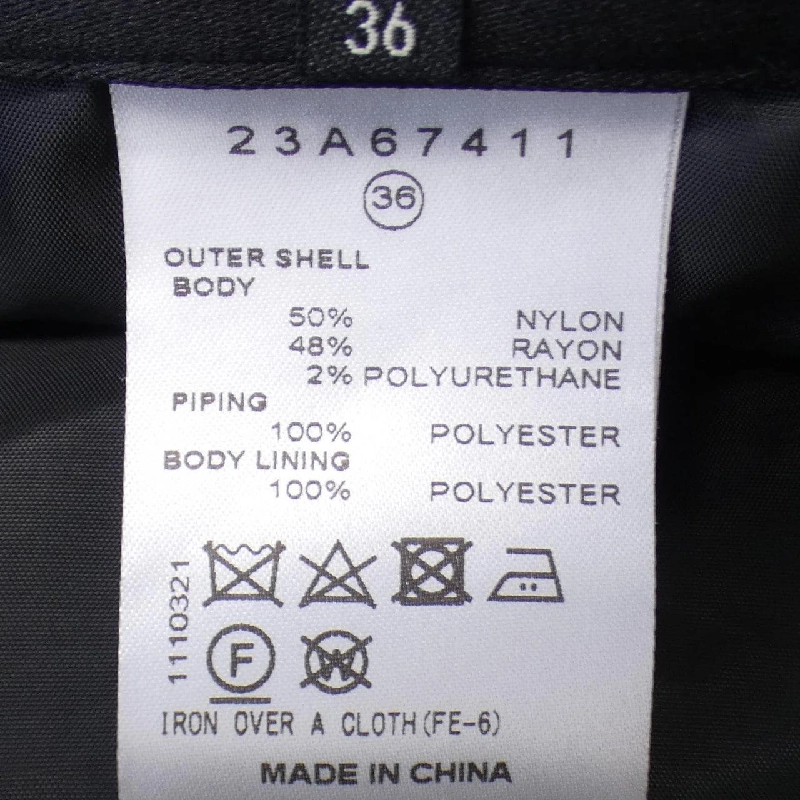 36
23A67411
36
OUTER SHELL
BODY
50% NYLON
48% RAYON
2% POLYURETHANE
PIPING
100% POLYESTER
BODY LINING
100% POLYESTER
1110321
F W
IRON OVER A CLOTH(FE-6)
MADE IN CHINA